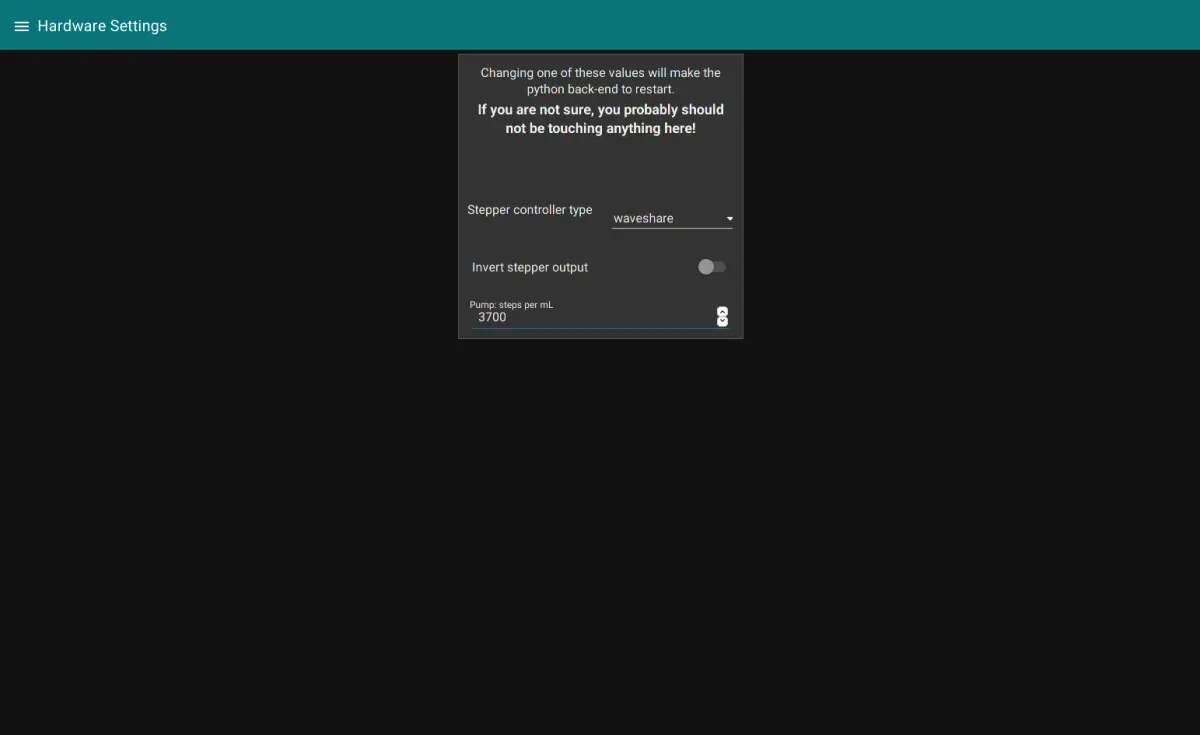 Hardware Settings
Changing one of these values will make the
python back-end to restart.
If you are not sure, you probably should
not be touching anything here!
Stepper controller type
waveshare
Invert stepper output
Pump: steps per mL
3700